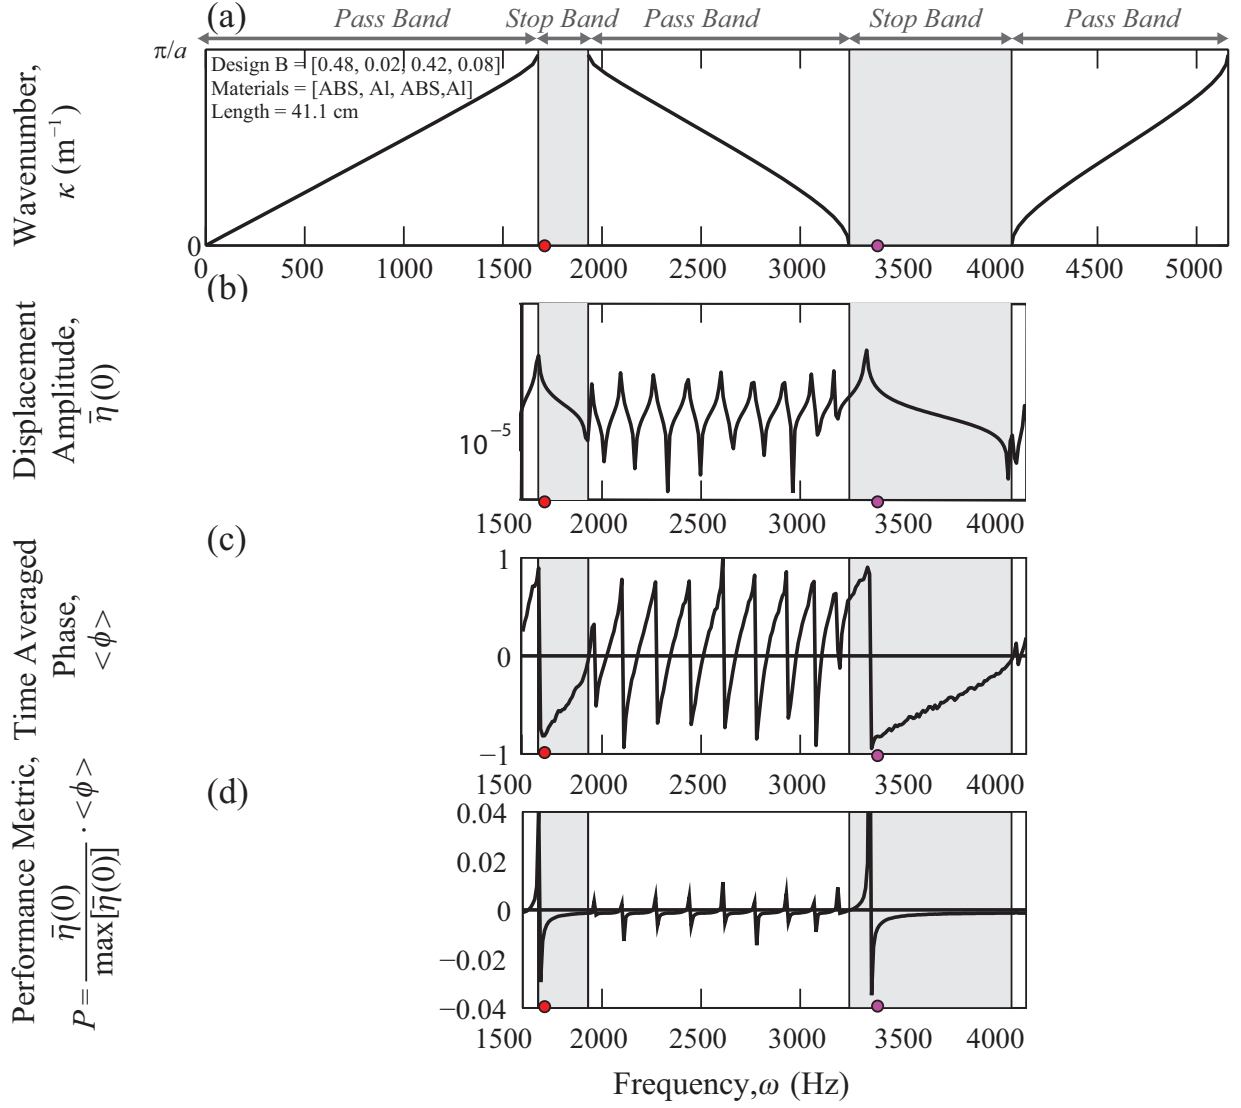 (a)
Pass Band
Stop Band
Pass Band
Stop Band
Pass Band
π/a
Design B = [0.48, 0.02, 0.42, 0.08]
Materials = [ABS, Al, ABS,Al]
Length = 41.1 cm
Wavenumber,
κ (m⁻¹)
0
0 500 1000 1500 2000 2500 3000 3500 4000 4500 5000
(b)
Displacement
Amplitude,
η̄(0)
10⁻⁵
1500 2000 2500 3000 3500 4000
(c)
Time Averaged
Phase,
<ϕ>
1
0
−1
1500 2000 2500 3000 3500 4000
(d)
Performance Metric,
P = η̄(0) / max[η̄(0)] · <ϕ>
0.04
0.02
0
−0.02
−0.04
1500 2000 2500 3000 3500 4000
Frequency,ω (Hz)